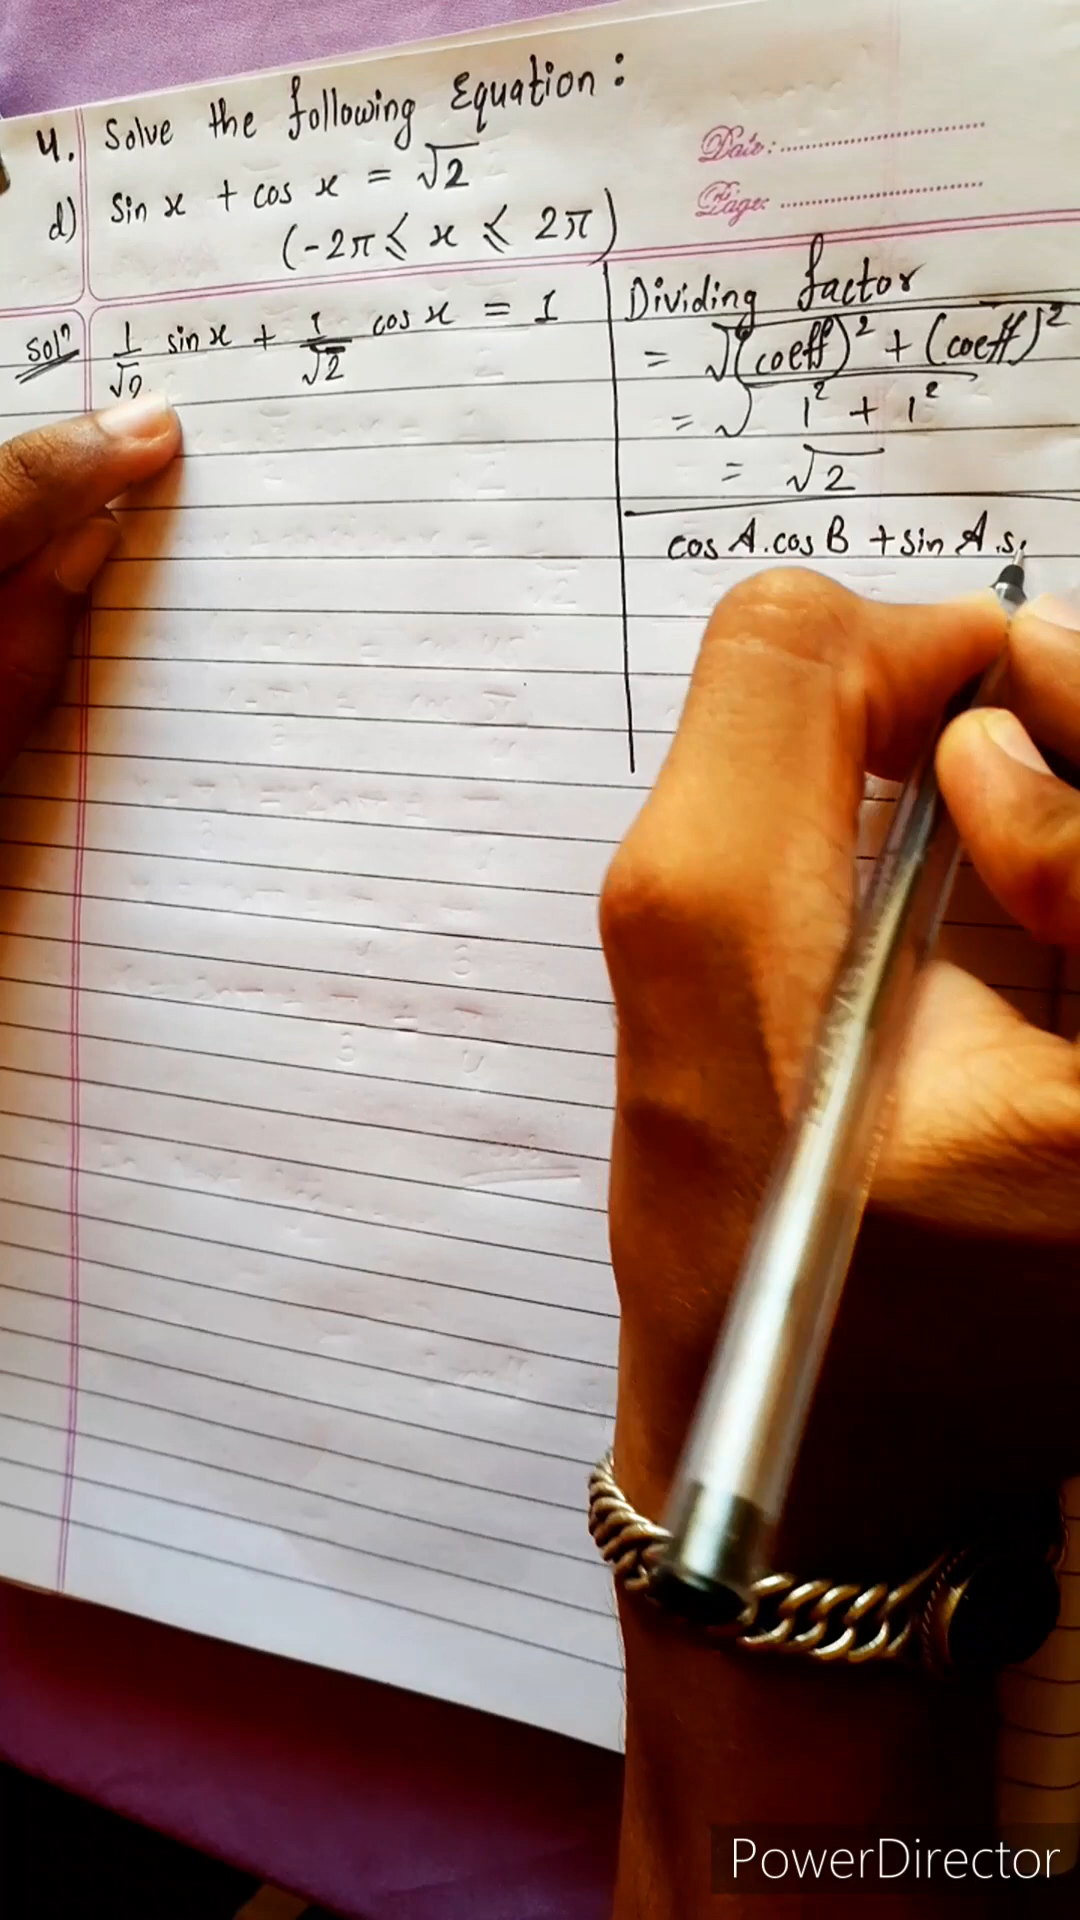 4. Solve the following Equation :
d) Sin x + cos x = √2
(-2π ≤ x ≤ 2π)
Date:
Page:
Solⁿ 1/√2 sin x + 1/√2 cos x = 1
Dividing factor
= √(coeff)² + (coeff)²
= √1² + 1²
= √2
cos A.cos B + sin A.si
PowerDirector